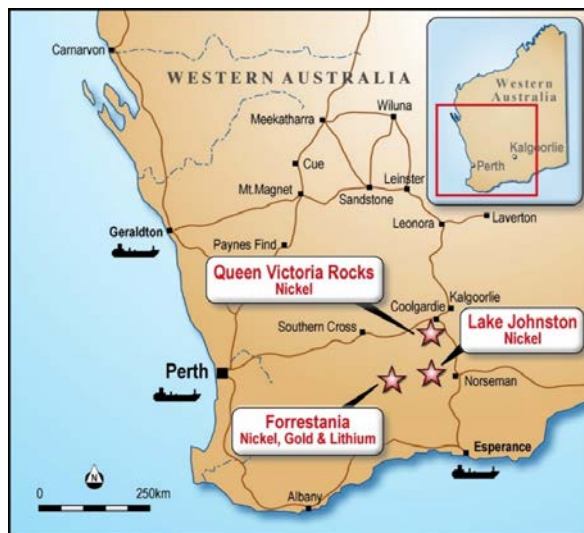 Carnarvon
WESTERN AUSTRALIA
Western
Australia
Kalgoorlie
Perth
Meekatharra
Wiluna
Cue
Leinster
Mt.Magnet
Sandstone
Laverton
Leonora
Geraldton
Paynes Find
Queen Victoria Rocks
Nickel
Coolgardie
Kalgoorlie
Southern Cross
Lake Johnston
Nickel
Perth
Norseman
Forrestania
Nickel, Gold & Lithium
Esperance
N
0
250km
Albany